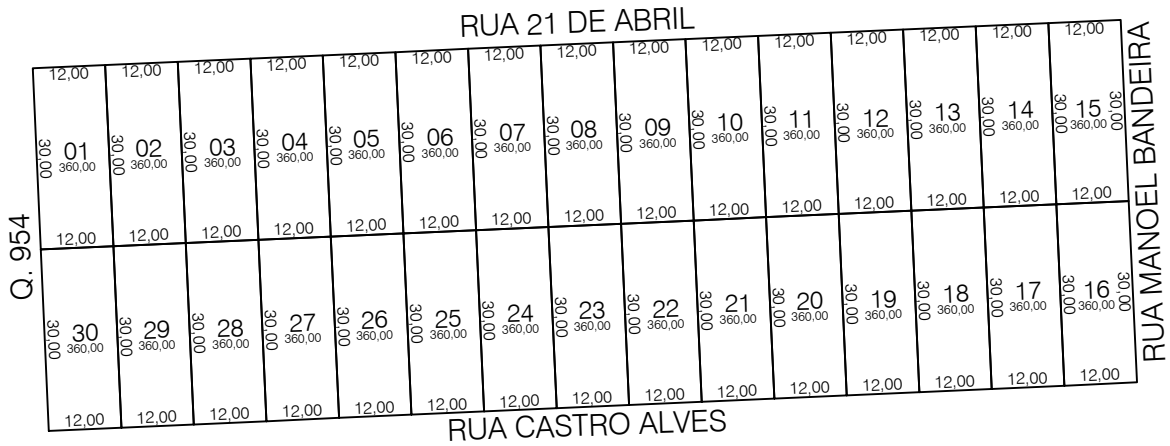 RUA 21 DE ABRIL
12,00 12,00 12,00 12,00 12,00 12,00 12,00 12,00 12,00 12,00 12,00 12,00 12,00 12,00 12,00
30,00 01 30,00 02 30,00 03 30,00 04 30,00 05 30,00 06 30,00 07 30,00 08 30,00 09 30,00 10 30,00 11 30,00 12 30,00 13 30,00 14 30,00 15 30,00
360,00 360,00 360,00 360,00 360,00 360,00 360,00 360,00 360,00 360,00 360,00 360,00 360,00 360,00 360,00
12,00 12,00 12,00 12,00 12,00 12,00 12,00 12,00 12,00 12,00 12,00 12,00 12,00 12,00 12,00
Q. 954
RUA MANOEL BANDEIRA
30,00 30 30,00 29 30,00 28 30,00 27 30,00 26 30,00 25 30,00 24 30,00 23 30,00 22 30,00 21 30,00 20 30,00 19 30,00 18 30,00 17 30,00 16 30,00
360,00 360,00 360,00 360,00 360,00 360,00 360,00 360,00 360,00 360,00 360,00 360,00 360,00 360,00 360,00
12,00 12,00 12,00 12,00 12,00 12,00 12,00 12,00 12,00 12,00 12,00 12,00 12,00 12,00 12,00
RUA CASTRO ALVES